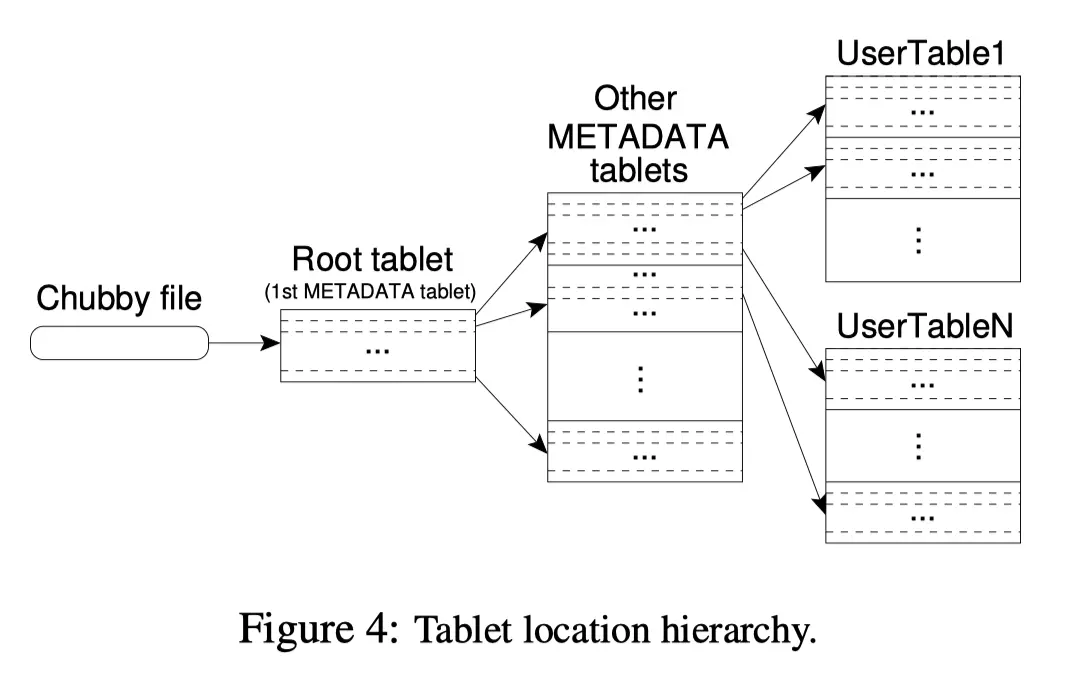 Chubby file
Root tablet
(1st METADATA tablet)
...
Other
METADATA
tablets
...
...
...
⋮
...
UserTable1
...
...
⋮
UserTableN
...
⋮
...
Figure 4: Tablet location hierarchy.